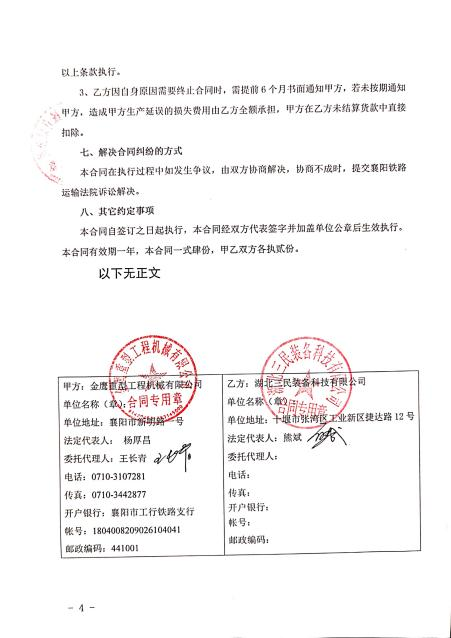 以上条款执行。
3、乙方因自身原因需要终止合同时，需提前6个月书面通知甲方，若未按期通知
甲方，造成甲方生产延误的损失费用由乙方全额承担，甲方在乙方未结算货款中直接
扣除。
七、解决合同纠纷的方式
本合同在执行过程中如发生争议，由双方协商解决，协商不成时，提交襄阳铁路
运输法院诉讼解决。
八、其它约定事项
本合同自签订之日起执行，本合同经双方代表签字并加盖单位公章后生效执行。
本合同有效期一年，本合同一式肆份，甲乙双方各执贰份。
以下无正文
甲方：金鹰重型工程机械有限公司
单位名称（章）：
单位地址：襄阳市新明路一号
法定代表人： 杨厚昌
委托代理人：王长青
电话：0710-3107281
传真：0710-3442877
开户银行：襄阳市工行铁路支行
帐号：1804008209026104041
邮政编码：441001
合同专用章
乙方：湖北三民装备科技有限公司
单位名称（章）：
单位地址：十堰市张湾区工业新区捷达路12号
法定代表人：熊斌
委托代理人：
电话：
传真：
开户银行：
帐号：
邮政编码：
湖北三民装备科技有限公司
合同专用章
- 4 -